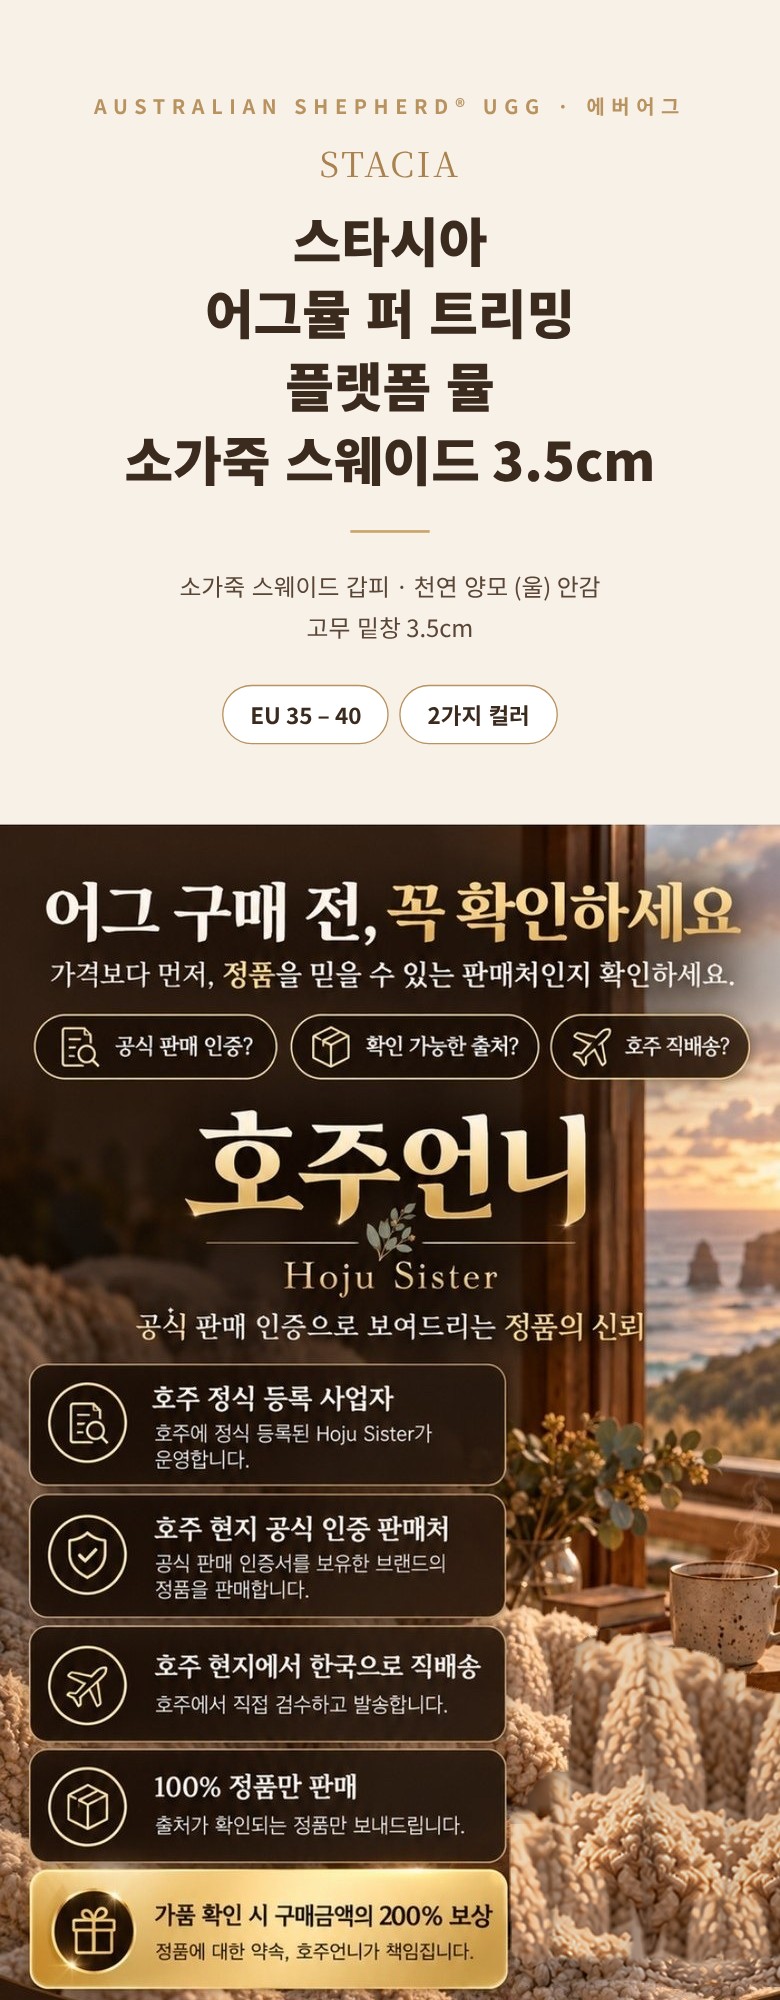 AUSTRALIAN SHEPHERD® UGG · 에버어그
STACIA
스타시아
어그뮬 퍼 트리밍
플랫폼 뮬
소가죽 스웨이드 3.5cm
소가죽 스웨이드 갑피 · 천연 양모 (울) 안감
고무 밑창 3.5cm
EU 35 – 40
2가지 컬러
어그 구매 전, 꼭 확인하세요
가격보다 먼저, 정품을 믿을 수 있는 판매처인지 확인하세요.
공식 판매 인증?
확인 가능한 출처?
호주 직배송?
호주언니
Hoju Sister
공식 판매 인증으로 보여드리는 정품의 신뢰
호주 정식 등록 사업자
호주에 정식 등록된 Hoju Sister가
운영합니다.
호주 현지 공식 인증 판매처
공식 판매 인증서를 보유한 브랜드의
정품을 판매합니다.
호주 현지에서 한국으로 직배송
호주에서 직접 검수하고 발송합니다.
100% 정품만 판매
출처가 확인되는 정품만 보내드립니다.
가품 확인 시 구매금액의 200% 보상
정품에 대한 약속, 호주언니가 책임집니다.